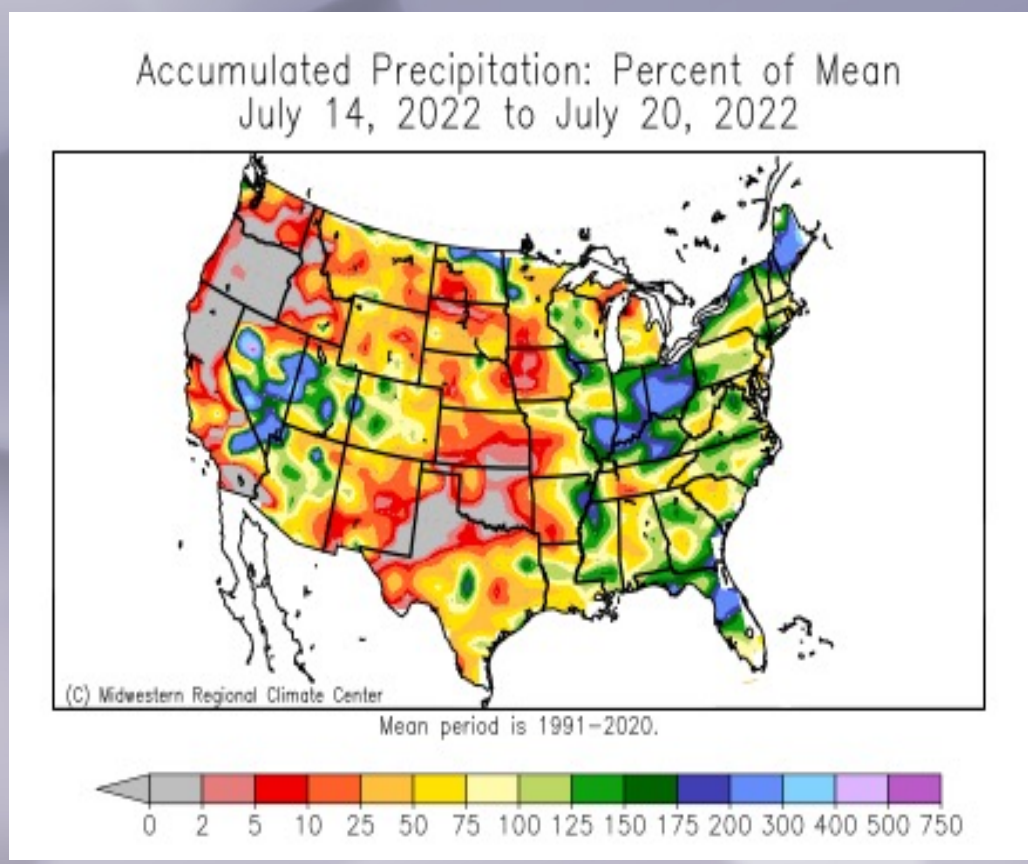 Accumulated Precipitation: Percent of Mean
July 14, 2022 to July 20, 2022
(C) Midwestern Regional Climate Center
Mean period is 1991-2020.
0 2 5 10 25 50 75 100 125 150 175 200 300 400 500 750